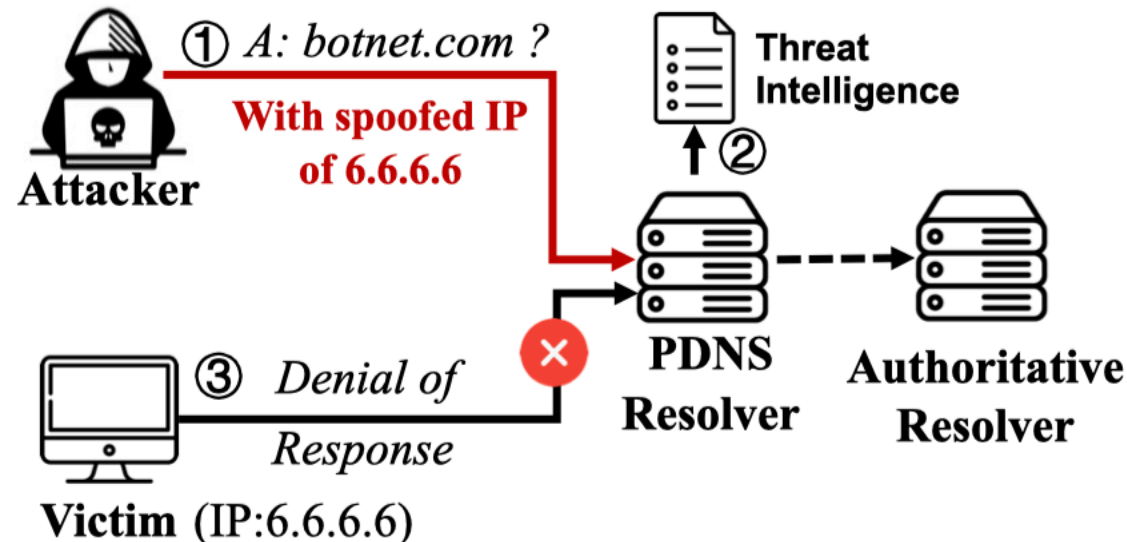 ① A: botnet.com ?
With spoofed IP
of 6.6.6.6
Attacker
Threat
Intelligence
②
PDNS
Resolver
Authoritative
Resolver
③ Denial of
Response
Victim (IP:6.6.6.6)